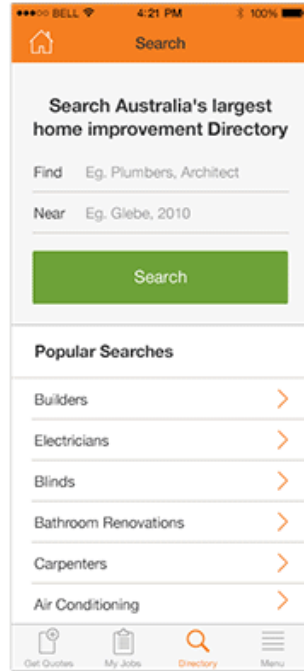 BELL 4:21 PM 100%
Search
Search Australia's largest
home improvement Directory
Find Eg. Plumbers, Architect
Near Eg. Glebe, 2010
Search
Popular Searches
Builders
Electricians
Blinds
Bathroom Renovations
Carpenters
Air Conditioning
Get Quotes My Jobs Directory Menu